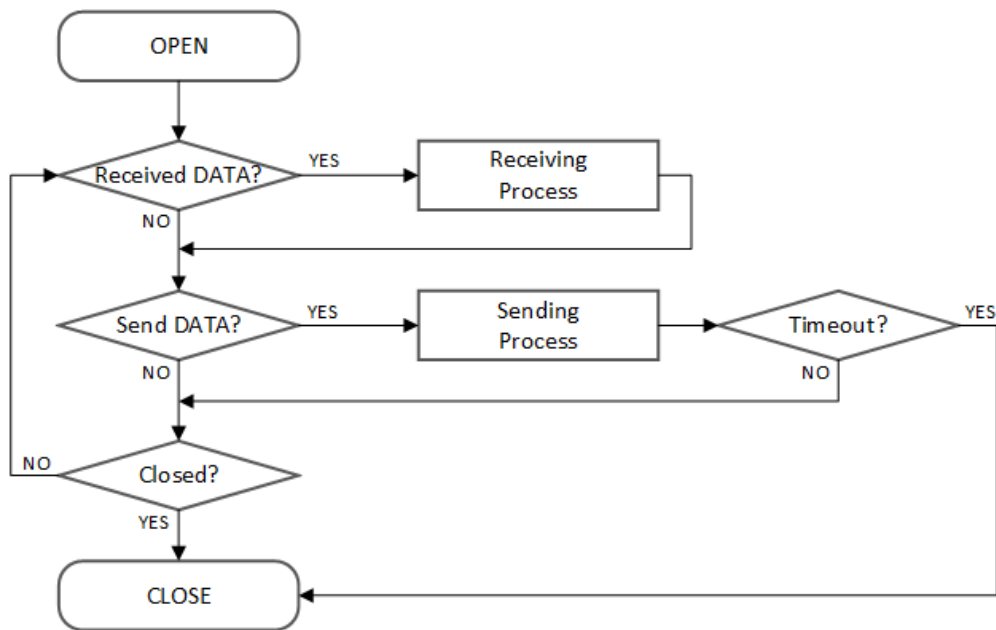 OPEN
Received DATA?
YES
Receiving
Process
NO
Send DATA?
YES
Sending
Process
Timeout?
YES
NO
NO
Closed?
NO
YES
CLOSE